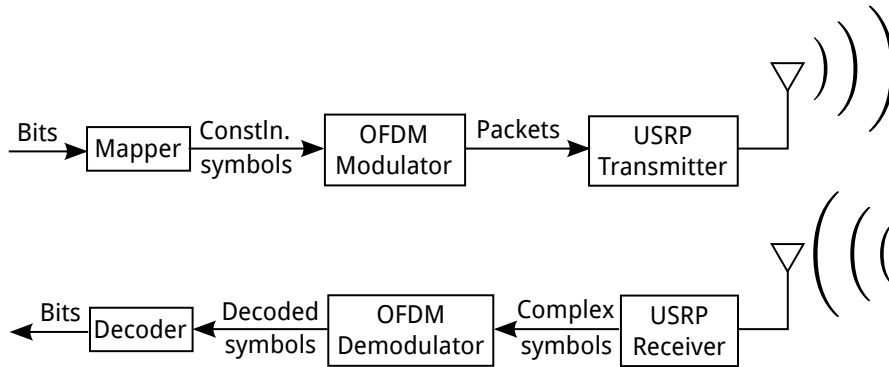 Bits
Mapper
Constln.
symbols
OFDM
Modulator
Packets
USRP
Transmitter
Bits
Decoder
Decoded
symbols
OFDM
Demodulator
Complex
symbols
USRP
Receiver